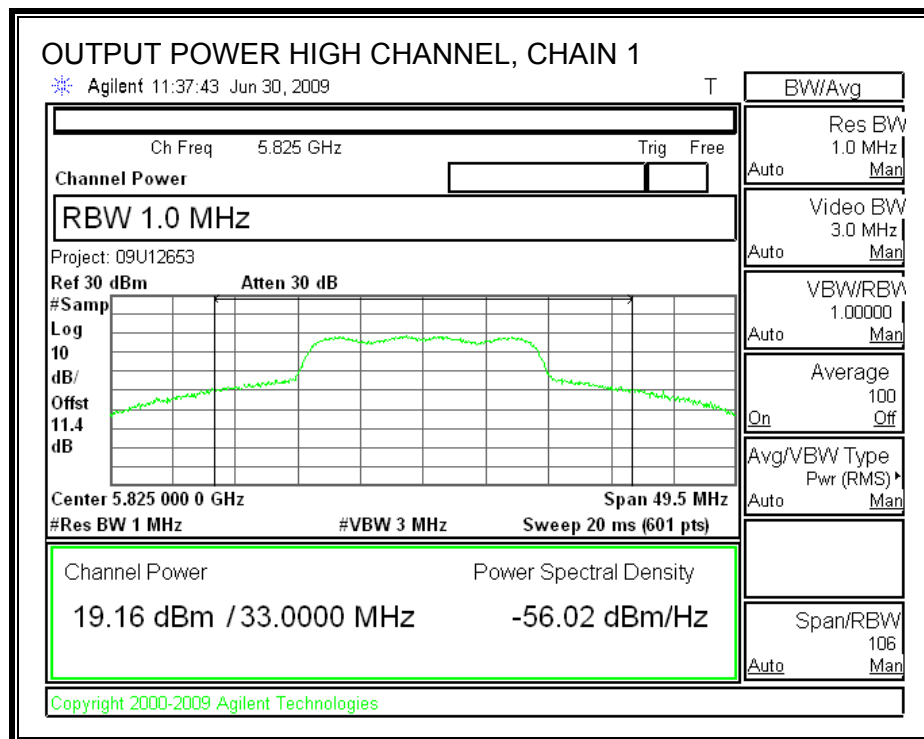 OUTPUT POWER HIGH CHANNEL, CHAIN 1
Agilent 11:37:43 Jun 30, 2009 T
BW/Avg
Ch Freq 5.825 GHz Trig Free
Channel Power
RBW 1.0 MHz
Project: 09U12653
Ref 30 dBm Atten 30 dB
#Samp
Log
10
dB/
Offst
11.4
dB
Center 5.825 000 0 GHz Span 49.5 MHz
#Res BW 1 MHz #VBW 3 MHz Sweep 20 ms (601 pts)
Channel Power Power Spectral Density
19.16 dBm / 33.0000 MHz -56.02 dBm/Hz
Copyright 2000-2009 Agilent Technologies
Res BW
1.0 MHz
Auto Man
Video BW
3.0 MHz
Auto Man
VBW/RBW
1.00000
Auto Man
Average
100
On Off
Avg/VBW Type
Pwr (RMS)
Auto Man
Span/RBW
106
Auto Man